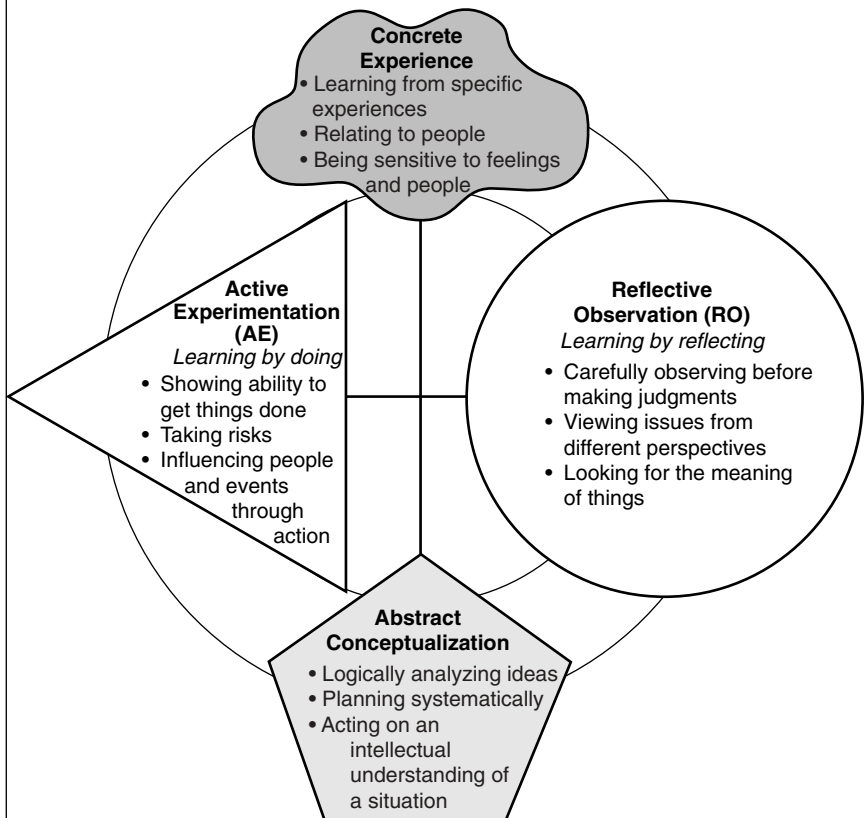 Concrete
Experience
• Learning from specific
experiences
• Relating to people
• Being sensitive to feelings
and people
Active
Experimentation
(AE)
Learning by doing
• Showing ability to
get things done
• Taking risks
• Influencing people
and events
through
action
Reflective
Observation (RO)
Learning by reflecting
• Carefully observing before
making judgments
• Viewing issues from
different perspectives
• Looking for the meaning
of things
Abstract
Conceptualization
• Logically analyzing ideas
• Planning systematically
• Acting on an
intellectual
understanding of
a situation